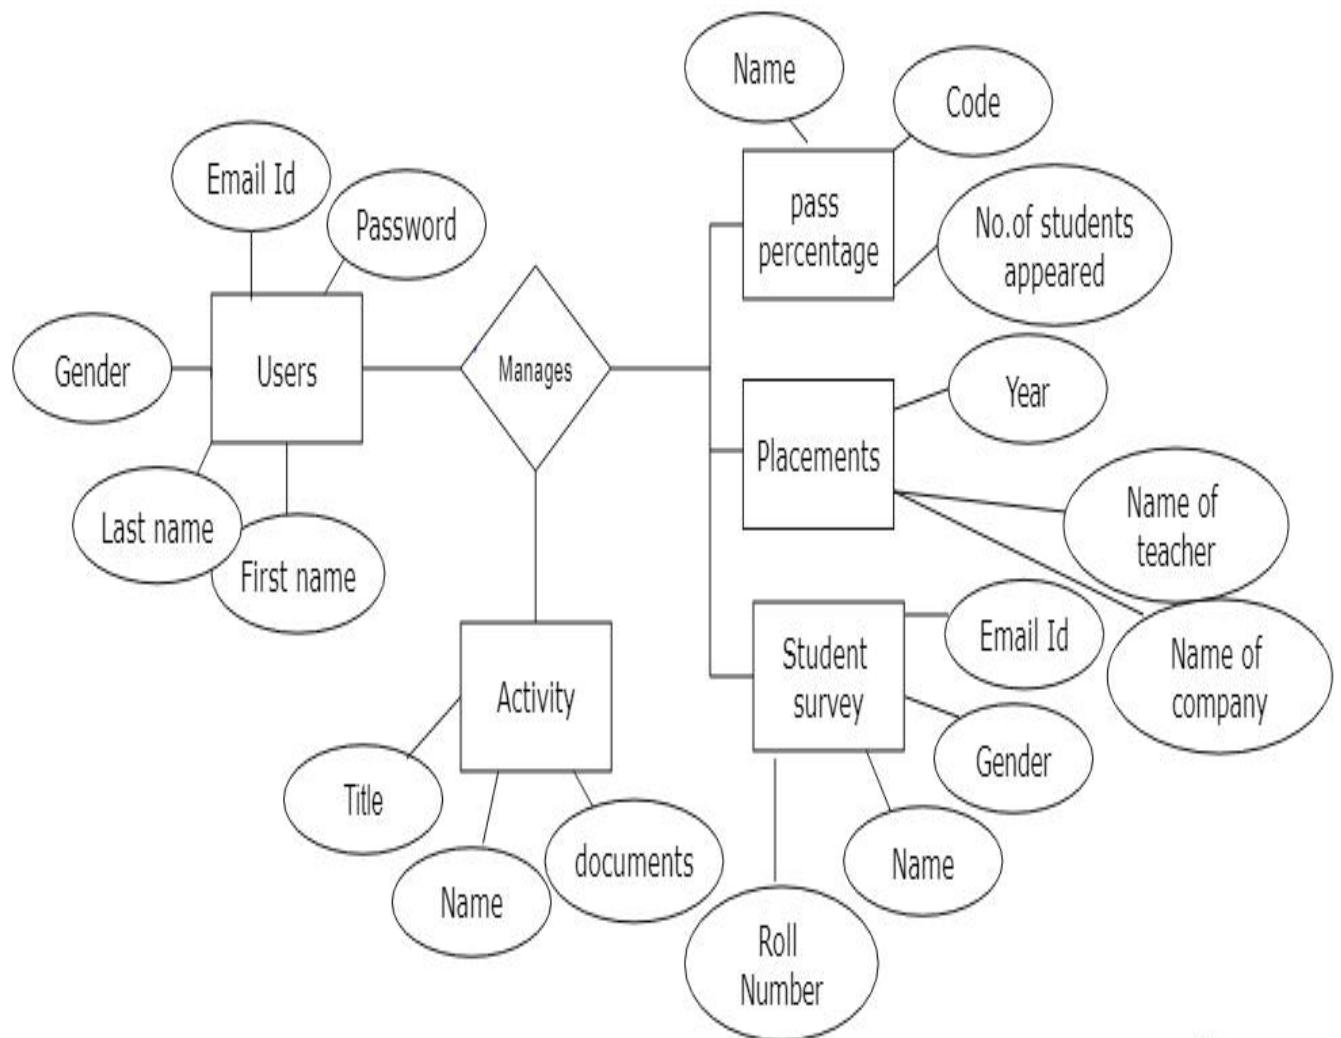 Name
Code
pass
percentage
No.of students
appeared
Email Id
Password
Gender
Users
Last name
First name
Manages
Year
Placements
Name of
teacher
Name of
company
Student
survey
Email Id
Gender
Name
Roll
Number
Activity
Title
Name
documents